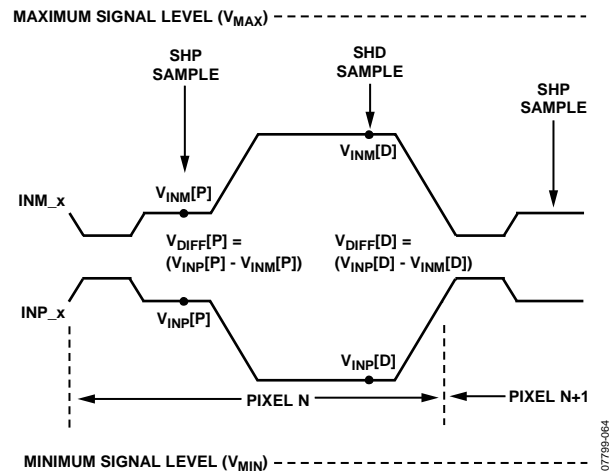 MAXIMUM SIGNAL LEVEL (VMAX)
SHP
SAMPLE
SHD
SAMPLE
SHP
SAMPLE
VINM[P]
VINM[D]
INM_x
VDIFF[P] =
(VINP[P] - VINM[P])
VDIFF[D] =
(VINP[D] - VINM[D])
INP_x
VINP[P]
VINP[D]
PIXEL N
PIXEL N+1
MINIMUM SIGNAL LEVEL (VMIN)
07799-064